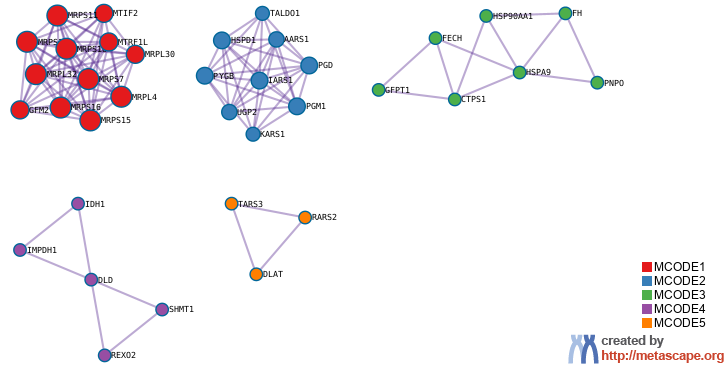 MRPS11
MTIF2
MTRF1L
MRPL30
MRPL32
MRPS7
MRPL4
GFM2
MRPS16
MRPS15
TALDO1
HSPD1
AARS1
PGD
PYGB
IARS1
PGM1
UGP2
KARS1
HSP90AA1
FH
FECH
HSPA9
PNPO
GFPT1
CTPS1
IDH1
IMPDH1
DLD
SHMT1
REXO2
TARS3
RARS2
DLAT
MCODE1
MCODE2
MCODE3
MCODE4
MCODE5
created by
http://metascape.org